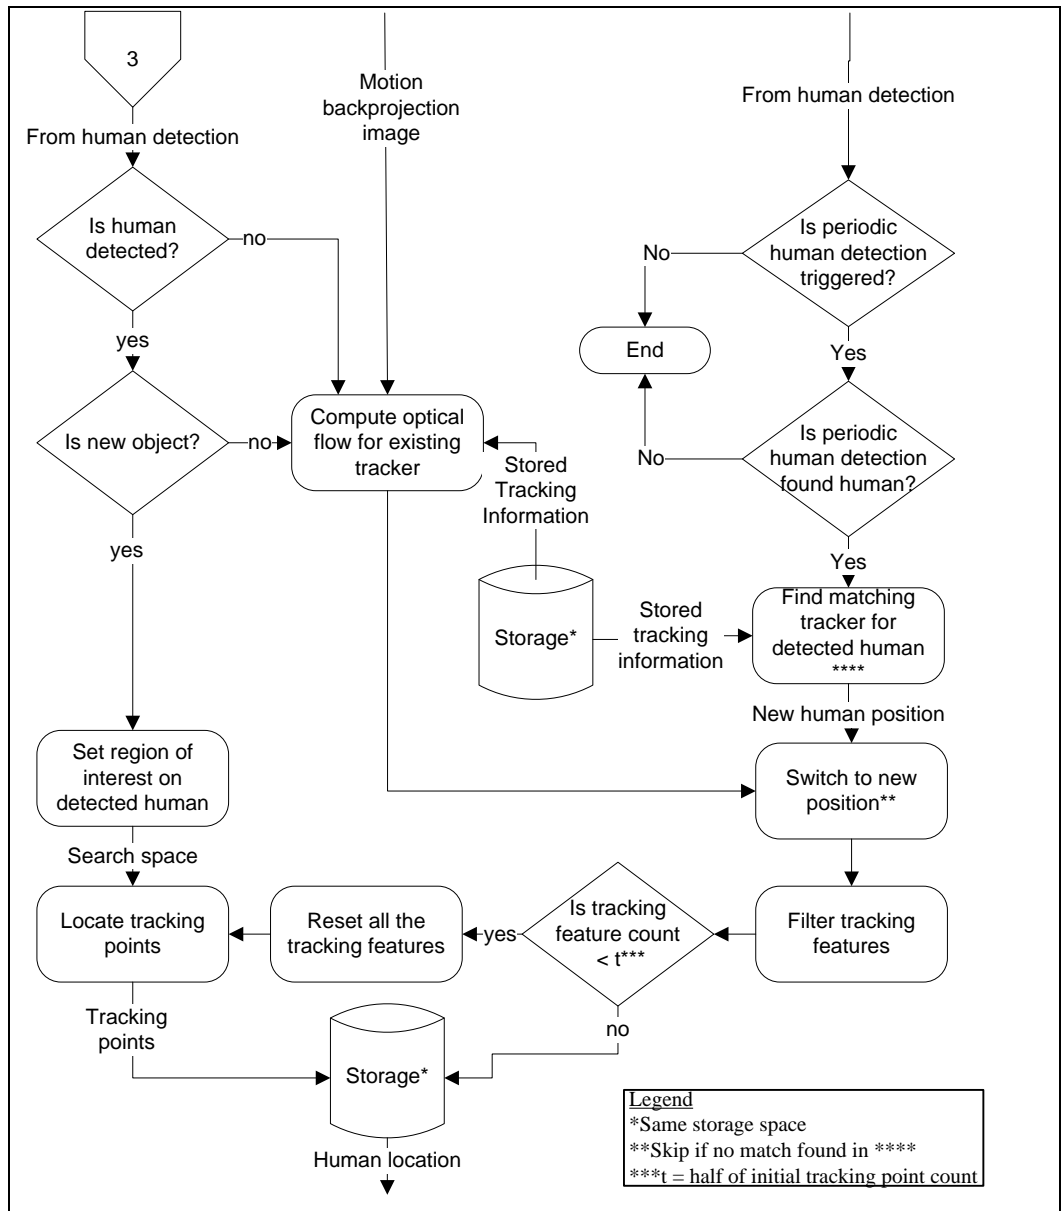 3
From human detection
Is human
detected?
no
yes
Is new object?
no
yes
Set region of
interest on
detected human
Search space
Locate tracking
points
Tracking
points
Motion
backprojection
image
Compute optical
flow for existing
tracker
Stored
Tracking
Information
Storage*
Stored
tracking
information
From human detection
Is periodic
human detection
triggered?
No
End
Yes
Is periodic
human detection
found human?
No
Yes
Find matching
tracker for
detected human
****
New human position
Switch to new
position**
Filter tracking
features
Is tracking
feature count
< t***
yes
Reset all the
tracking features
no
Storage*
Human location
Legend
*Same storage space
**Skip if no match found in ****
***t = half of initial tracking point count